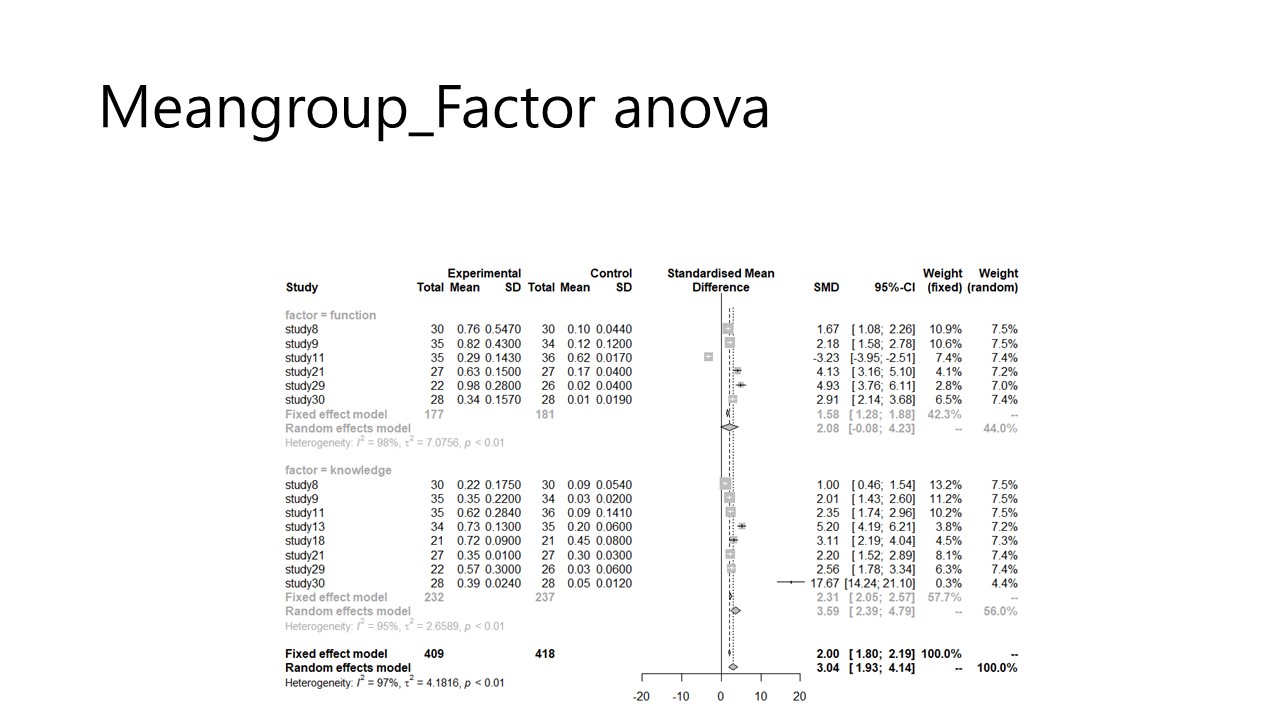 Meangroup_Factor anova
Experimental Control Standardised Mean Weight Weight
Study Total Mean SD Total Mean SD Difference SMD 95%-CI (fixed) (random)
factor = function
study8 30 0.76 0.5470 30 0.10 0.0440 1.67 [ 1.08; 2.26] 10.9% 7.5%
study9 35 0.82 0.4300 34 0.12 0.1200 2.18 [ 1.58; 2.78] 10.6% 7.5%
study11 35 0.29 0.1430 36 0.62 0.0170 -3.23 [-3.95; -2.51] 7.4% 7.4%
study21 27 0.63 0.1500 27 0.17 0.0400 4.13 [ 3.16; 5.10] 4.1% 7.2%
study29 22 0.98 0.2800 26 0.02 0.0400 4.93 [ 3.76; 6.11] 2.8% 7.0%
study30 28 0.34 0.1570 28 0.01 0.0190 2.91 [ 2.14; 3.68] 6.5% 7.4%
Fixed effect model 177 181 1.58 [ 1.28; 1.88] 42.3% --
Random effects model 2.08 [-0.08; 4.23] -- 44.0%
Heterogeneity: I² = 98%, τ² = 7.0756, p < 0.01
factor = knowledge
study8 30 0.22 0.1750 30 0.09 0.0540 1.00 [ 0.46; 1.54] 13.2% 7.5%
study9 35 0.35 0.2200 34 0.03 0.0200 2.01 [ 1.43; 2.60] 11.2% 7.5%
study11 35 0.62 0.2840 36 0.09 0.1410 2.35 [ 1.74; 2.96] 10.2% 7.5%
study13 34 0.73 0.1300 35 0.20 0.0600 5.20 [ 4.19; 6.21] 3.8% 7.2%
study18 21 0.72 0.0900 21 0.45 0.0800 3.11 [ 2.19; 4.04] 4.5% 7.3%
study21 27 0.35 0.0100 27 0.30 0.0300 2.20 [ 1.52; 2.89] 8.1% 7.4%
study29 22 0.57 0.3000 26 0.03 0.0600 2.56 [ 1.78; 3.34] 6.3% 7.4%
study30 28 0.39 0.0240 28 0.05 0.0120 17.67 [14.24; 21.10] 0.3% 4.4%
Fixed effect model 232 237 2.31 [ 2.05; 2.57] 57.7% --
Random effects model 3.59 [ 2.39; 4.79] -- 56.0%
Heterogeneity: I² = 95%, τ² = 2.6589, p < 0.01
Fixed effect model 409 418 2.00 [ 1.80; 2.19] 100.0% --
Random effects model 3.04 [ 1.93; 4.14] -- 100.0%
Heterogeneity: I² = 97%, τ² = 4.1816, p < 0.01
-20 -10 0 10 20